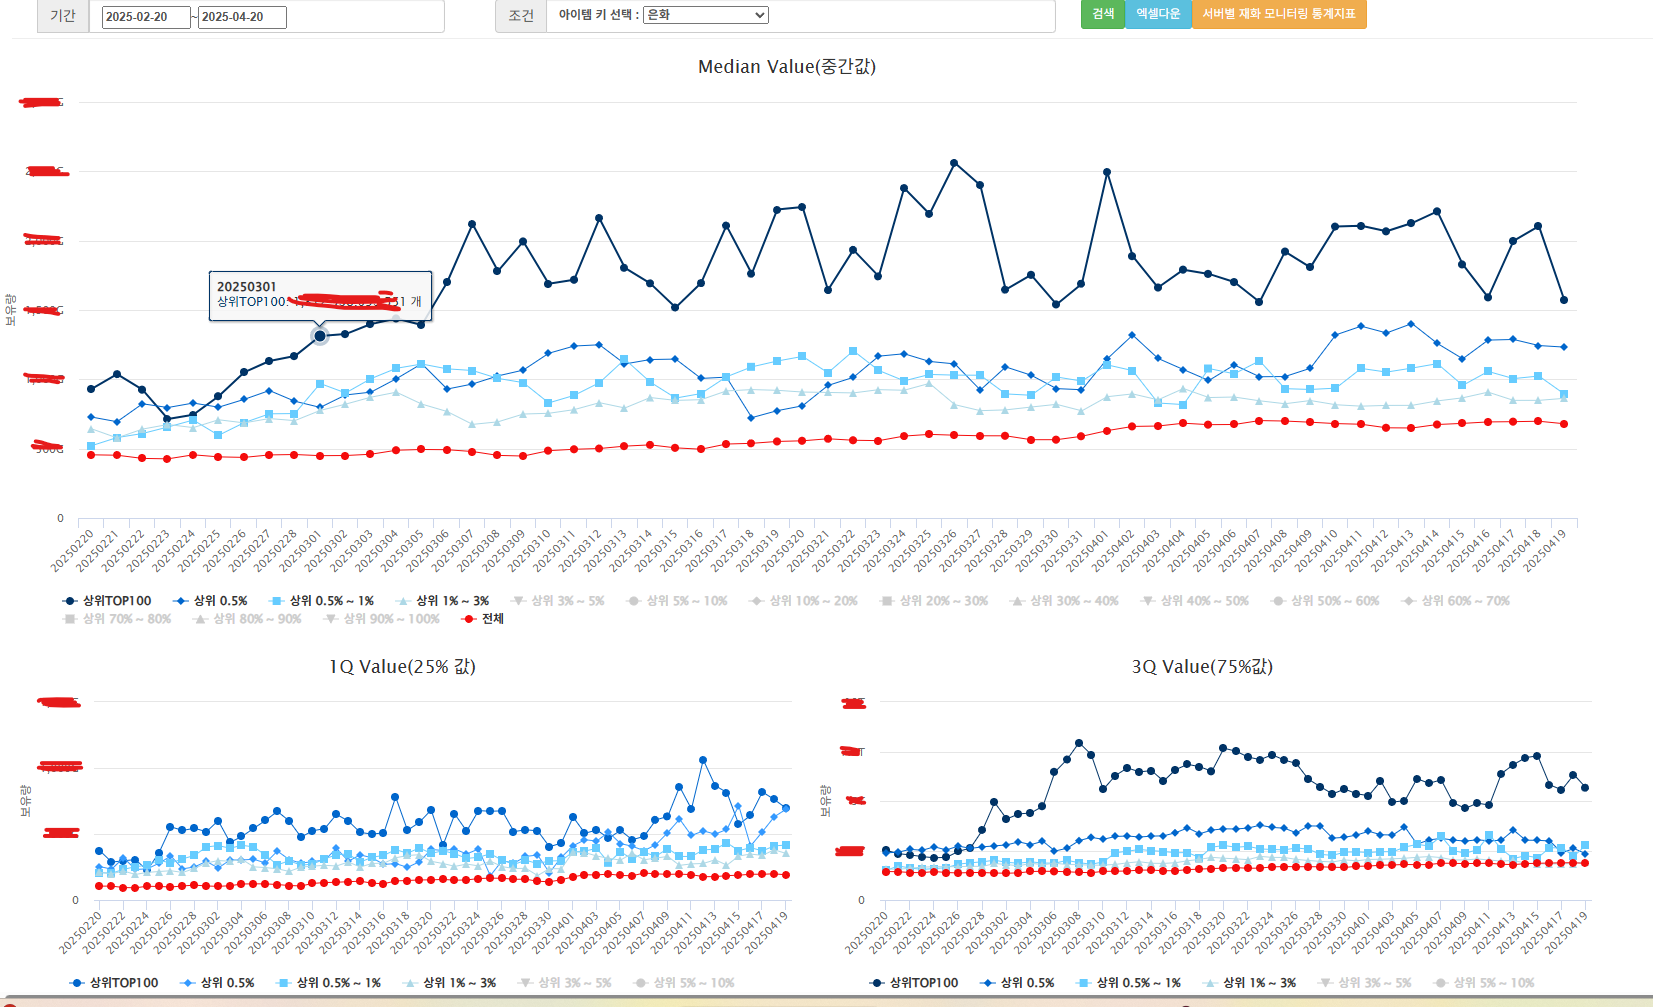 기간 2025-02-20 ~ 2025-04-20 조건 아이템 키 선택 : 은화 검색 엑셀다운 서버별 재화 모니터링 통계지표
Median Value(중간값)
보유량
20250301
상위TOP100: 개
0
20250220 20250221 20250222 20250223 20250224 20250225 20250226 20250227 20250228 20250301 20250302 20250303 20250304 20250305 20250306 20250307 20250308 20250309 20250310 20250311 20250312 20250313 20250314 20250315 20250316 20250317 20250318 20250319 20250320 20250321 20250322 20250323 20250324 20250325 20250326 20250327 20250328 20250329 20250330 20250331 20250401 20250402 20250403 20250404 20250405 20250406 20250407 20250408 20250409 20250410 20250411 20250412 20250413 20250414 20250415 20250416 20250417 20250418 20250419
상위TOP100 상위 0.5% 상위 0.5% ~ 1% 상위 1% ~ 3% 상위 3% ~ 5% 상위 5% ~ 10% 상위 10% ~ 20% 상위 20% ~ 30% 상위 30% ~ 40% 상위 40% ~ 50% 상위 50% ~ 60% 상위 60% ~ 70%
상위 70% ~ 80% 상위 80% ~ 90% 상위 90% ~ 100% 전체
1Q Value(25% 값)
보유량
0
20250220 20250222 20250224 20250226 20250228 20250302 20250304 20250306 20250308 20250310 20250312 20250314 20250316 20250318 20250320 20250322 20250324 20250326 20250328 20250330 20250401 20250403 20250405 20250407 20250409 20250411 20250413 20250415 20250417 20250419
상위TOP100 상위 0.5% 상위 0.5% ~ 1% 상위 1% ~ 3% 상위 3% ~ 5% 상위 5% ~ 10%
3Q Value(75%값)
보유량
0
20250220 20250222 20250224 20250226 20250228 20250302 20250304 20250306 20250308 20250310 20250312 20250314 20250316 20250318 20250320 20250322 20250324 20250326 20250328 20250330 20250401 20250403 20250405 20250407 20250409 20250411 20250413 20250415 20250417 20250419
상위TOP100 상위 0.5% 상위 0.5% ~ 1% 상위 1% ~ 3% 상위 3% ~ 5% 상위 5% ~ 10%